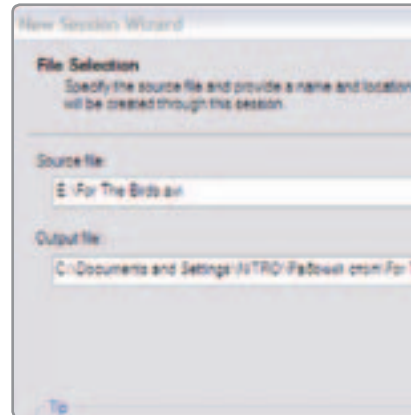 New Session Wizard
File Selection
Specify the source file and provide a name and location
will be created through this session.
Source file:
E:\For The Birds.avi
Output file:
C:\Documents and Settings\NITRO\ \For T
Tip